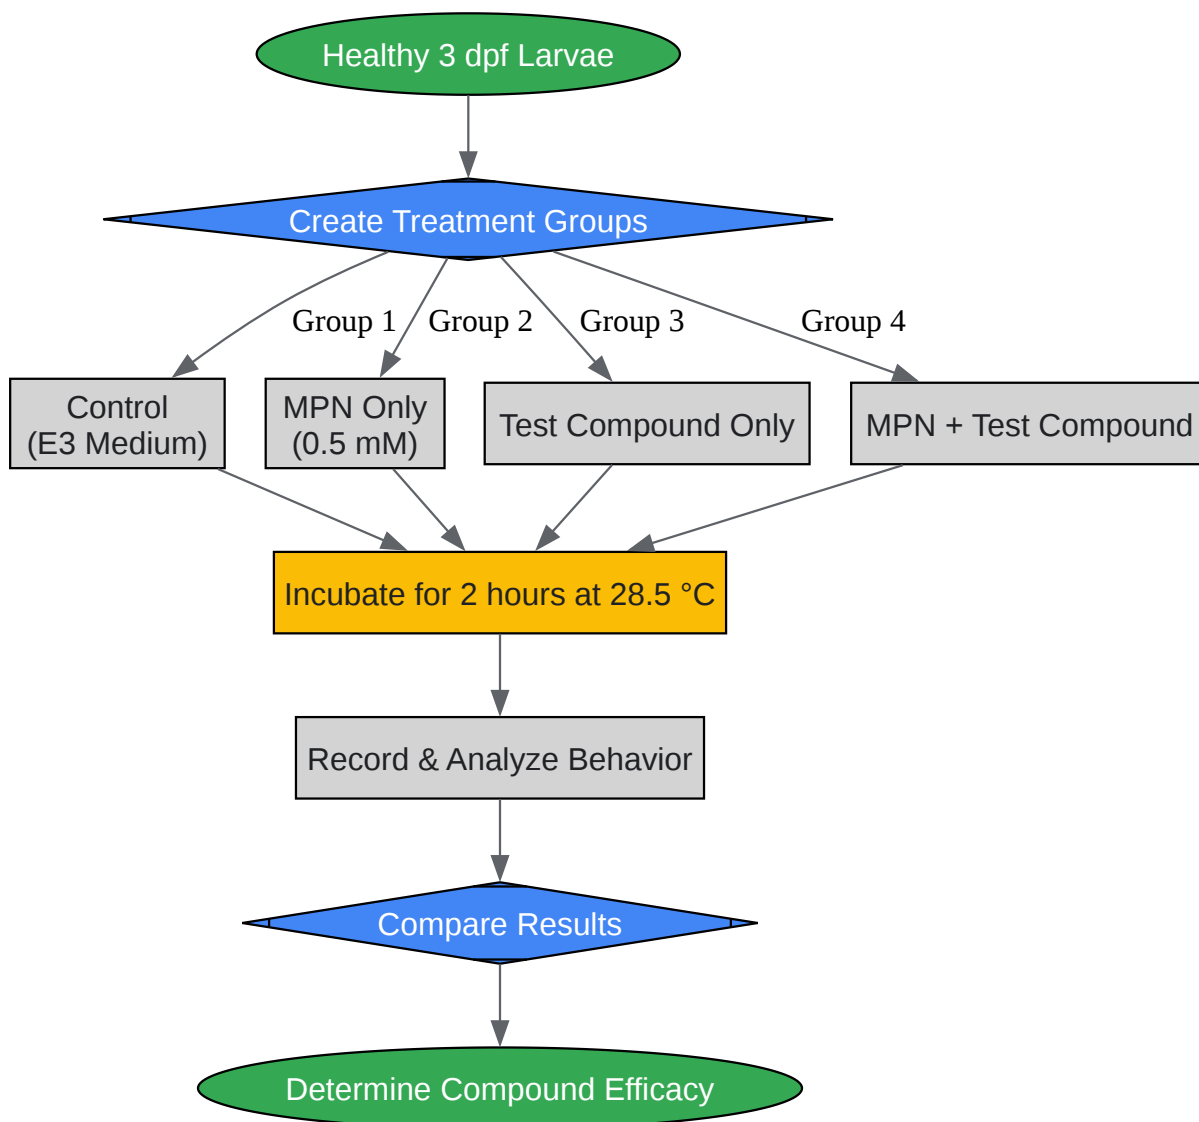 Healthy 3 dpf Larvae
Create Treatment Groups
Group 1
Group 2
Group 3
Group 4
Control
(E3 Medium)
MPN Only
(0.5 mM)
Test Compound Only
MPN + Test Compound
Incubate for 2 hours at 28.5 °C
Record & Analyze Behavior
Compare Results
Determine Compound Efficacy